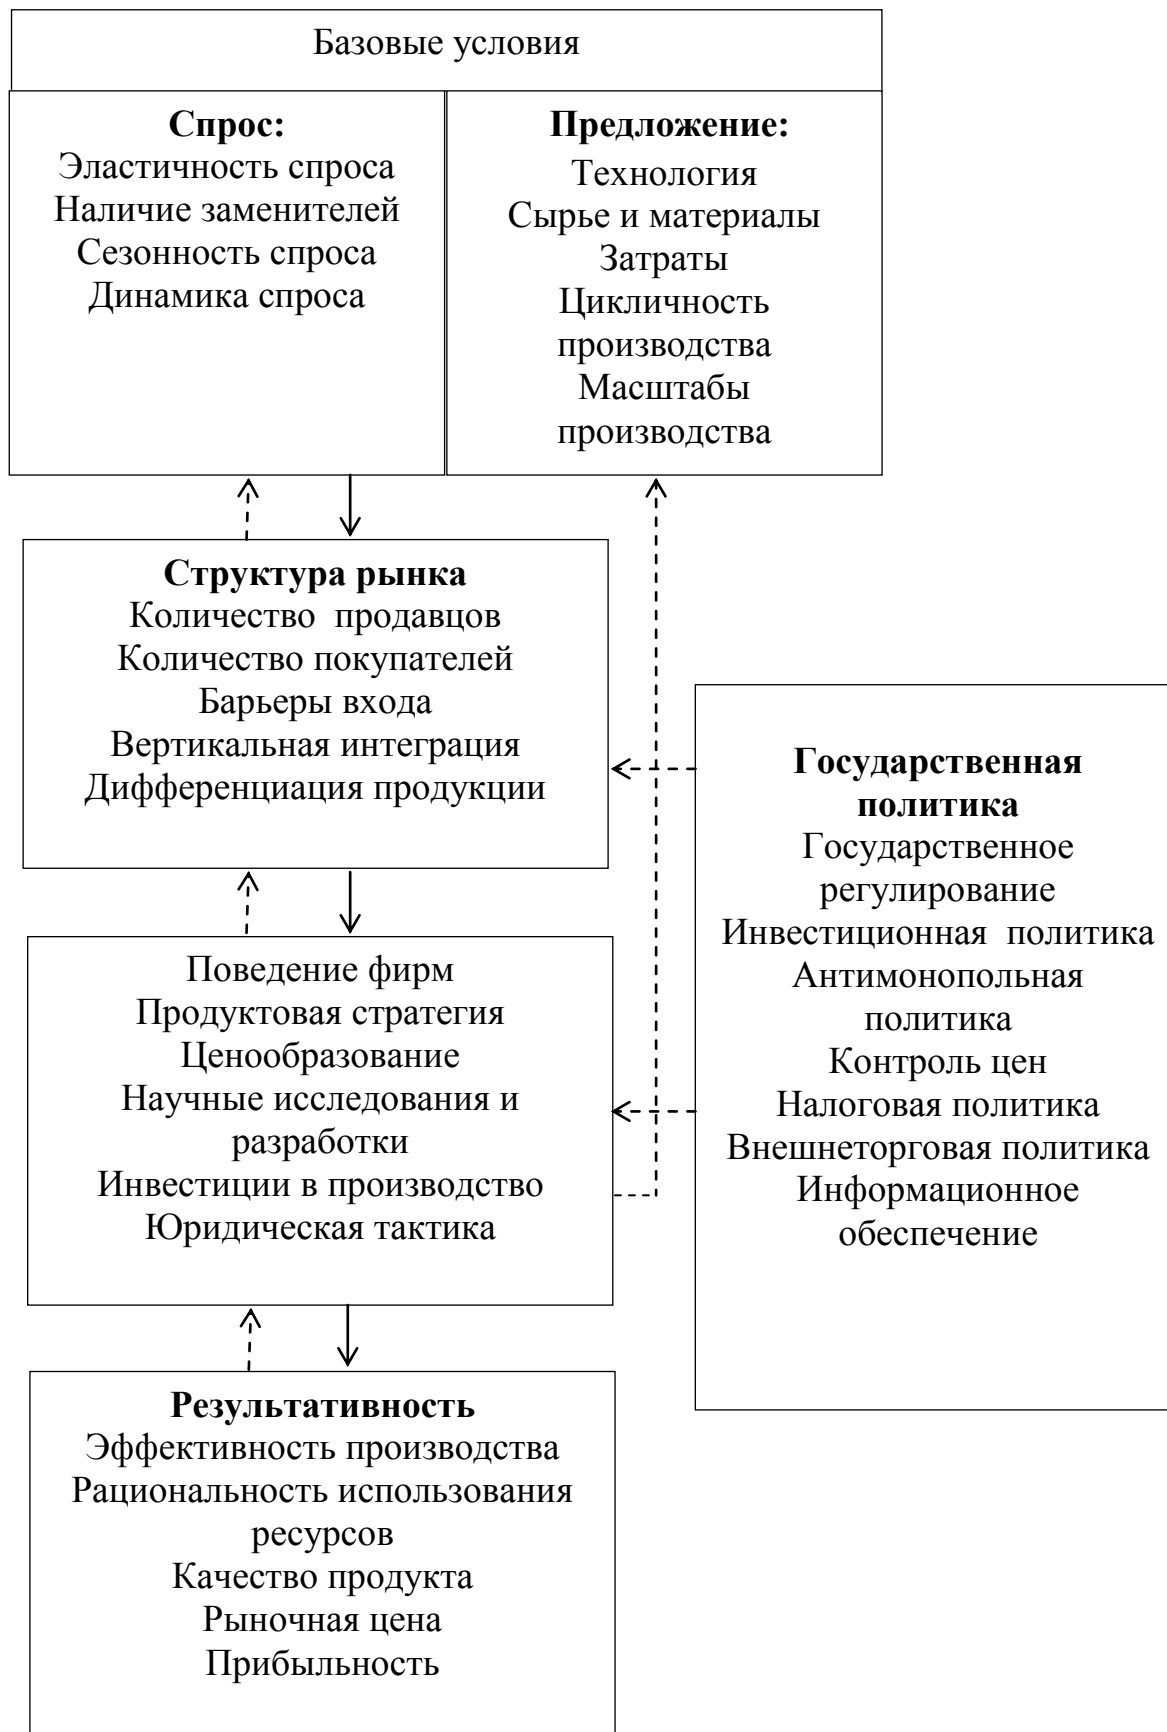 Базовые условия
Спрос:
Эластичность спроса
Наличие заменителей
Сезонность спроса
Динамика спроса
Предложение:
Технология
Сырье и материалы
Затраты
Цикличность
производства
Масштабы
производства
Структура рынка
Количество  продавцов
Количество покупателей
Барьеры входа
Вертикальная интеграция
Дифференциация продукции
Государственная
политика
Государственное
регулирование
Инвестиционная  политика
Антимонопольная
политика
Контроль цен
Налоговая политика
Внешнеторговая политика
Информационное
обеспечение
Поведение фирм
Продуктовая стратегия
Ценообразование
Научные исследования и
разработки
Инвестиции в производство
Юридическая тактика
Результативность
Эффективность производства
Рациональность использования
ресурсов
Качество продукта
Рыночная цена
Прибыльность